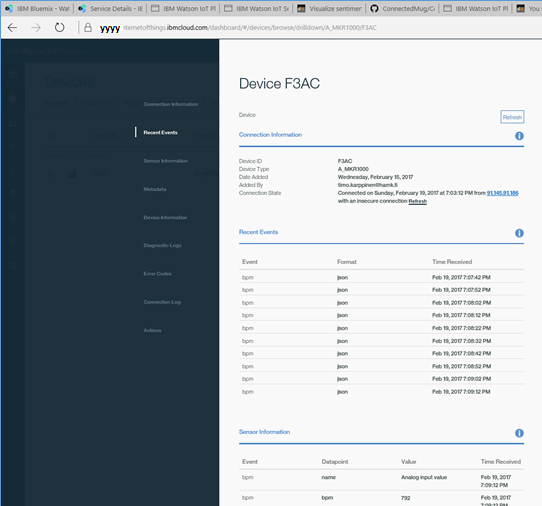 IBM Bluemix - Wat
Service Details - IE
IBM Watson IoT Pl
IBM Watson IoT Se
Visualize sentimen
ConnectedMug/Co
IBM Watson IoT Pl
You
yyyy .ibmcloud.com/dashboard/#/devices/browse/drilldown/A_MKR1000/F3AC
Connection Information
Recent Events
Sensor Information
Metadata
Device Information
Diagnostic Logs
Error Codes
Connection Log
Actions
Device F3AC
Device
Refresh
Connection Information
Device ID F3AC
Device Type A_MKR1000
Date Added Wednesday, February 15, 2017
Added By timo.karppinen@hamk.fi
Connection State Connected on Sunday, February 19, 2017 at 7:03:12 PM from 91.145.91.186
with an insecure connection Refresh
Recent Events
Event Format Time Received
bpm json Feb 19, 2017 7:07:42 PM
bpm json Feb 19, 2017 7:07:52 PM
bpm json Feb 19, 2017 7:08:02 PM
bpm json Feb 19, 2017 7:08:12 PM
bpm json Feb 19, 2017 7:08:22 PM
bpm json Feb 19, 2017 7:08:32 PM
bpm json Feb 19, 2017 7:08:42 PM
bpm json Feb 19, 2017 7:08:52 PM
bpm json Feb 19, 2017 7:09:02 PM
bpm json Feb 19, 2017 7:09:12 PM
Sensor Information
Event Datapoint Value Time Received
bpm name Analog input value Feb 19, 2017
7:09:12 PM
bpm bpm 792 Feb 19, 2017
7:09:12 PM